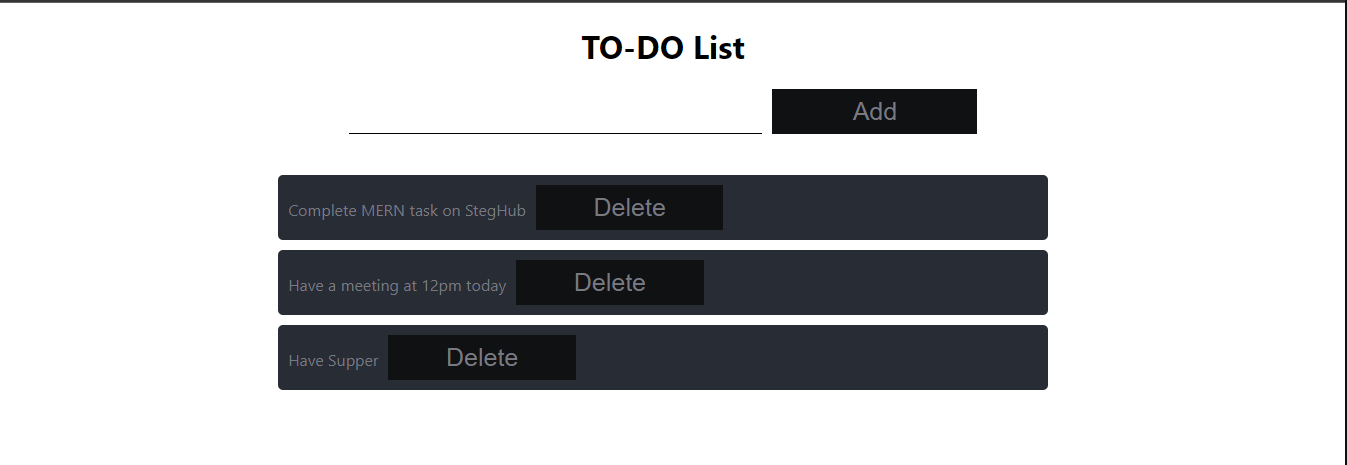 TO-DO List
Add
Complete MERN task on StegHub Delete
Have a meeting at 12pm today Delete
Have Supper Delete